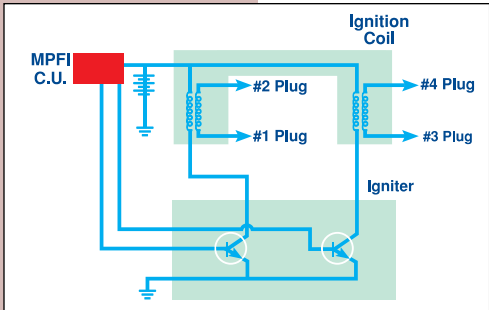 Ignition
Coil
MPFI
C.U.
#2 Plug
#4 Plug
#1 Plug
#3 Plug
Igniter